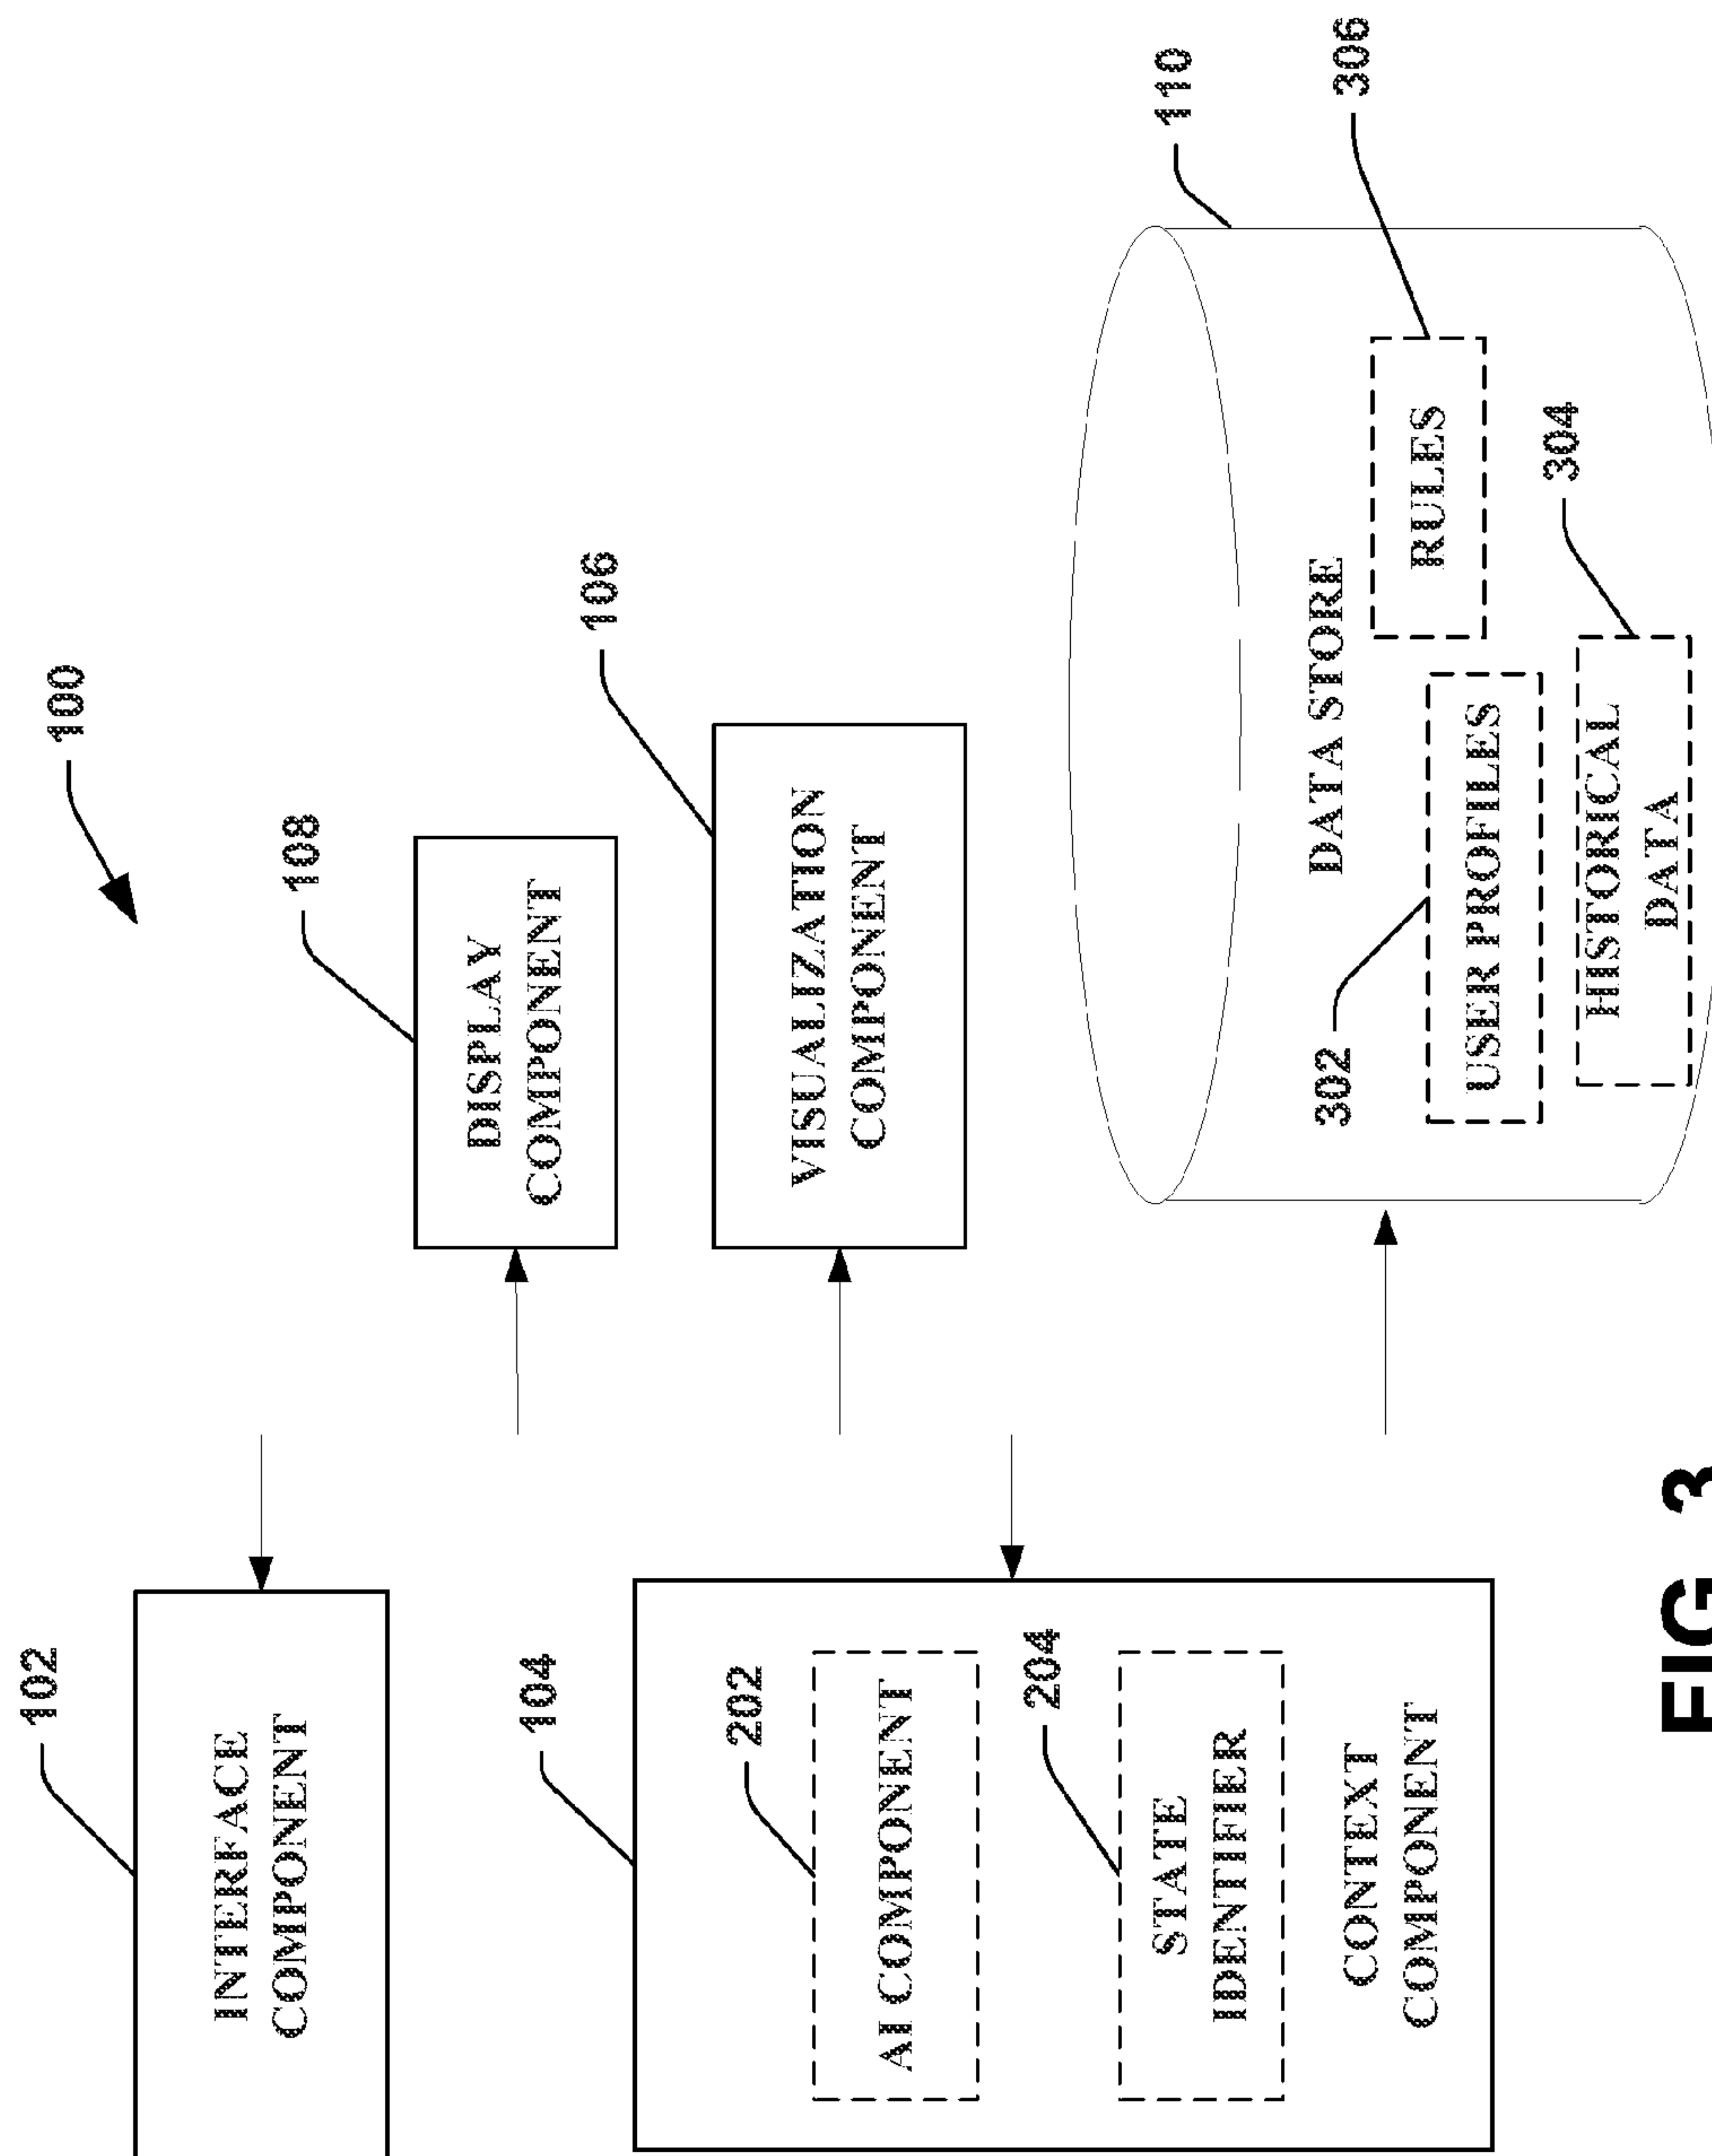 100
102
INTERFACE
COMPONENT
108
DISPLAY
COMPONENT
104
202
AI COMPONENT
204
STATE
IDENTIFIER
CONTEXT
COMPONENT
106
VISUALIZATION
COMPONENT
110
DATA STORE
306
RULES
302
USER PROFILES
304
HISTORICAL
DATA
FIG. 3